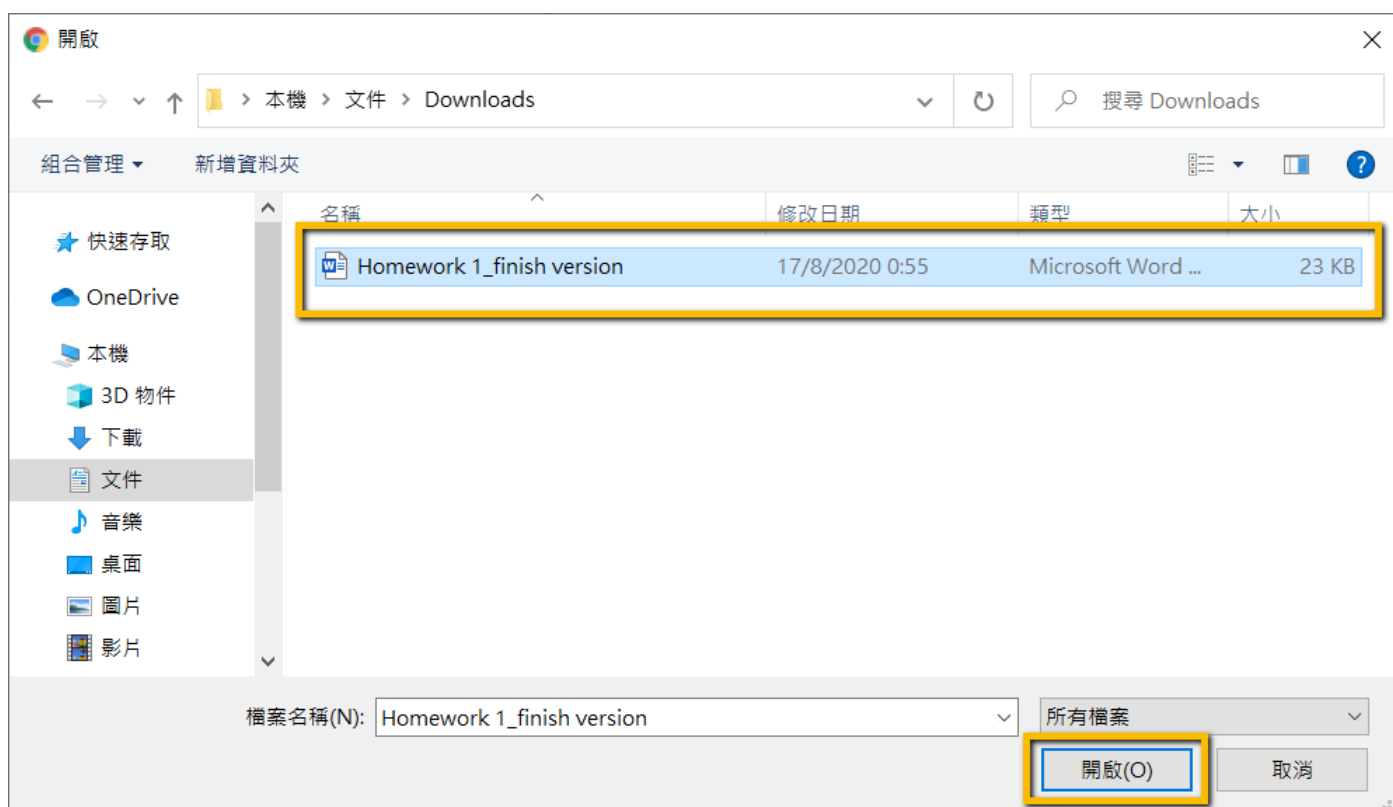 開啟
本機 > 文件 > Downloads
搜尋 Downloads
組合管理
新增資料夾
?
名稱 修改日期 類型 大小
Homework 1_finish version 17/8/2020 0:55 Microsoft Word ... 23 KB
快速存取
OneDrive
本機
3D 物件
下載
文件
音樂
桌面
圖片
影片
檔案名稱(N): Homework 1_finish version 所有檔案
開啟(O) 取消